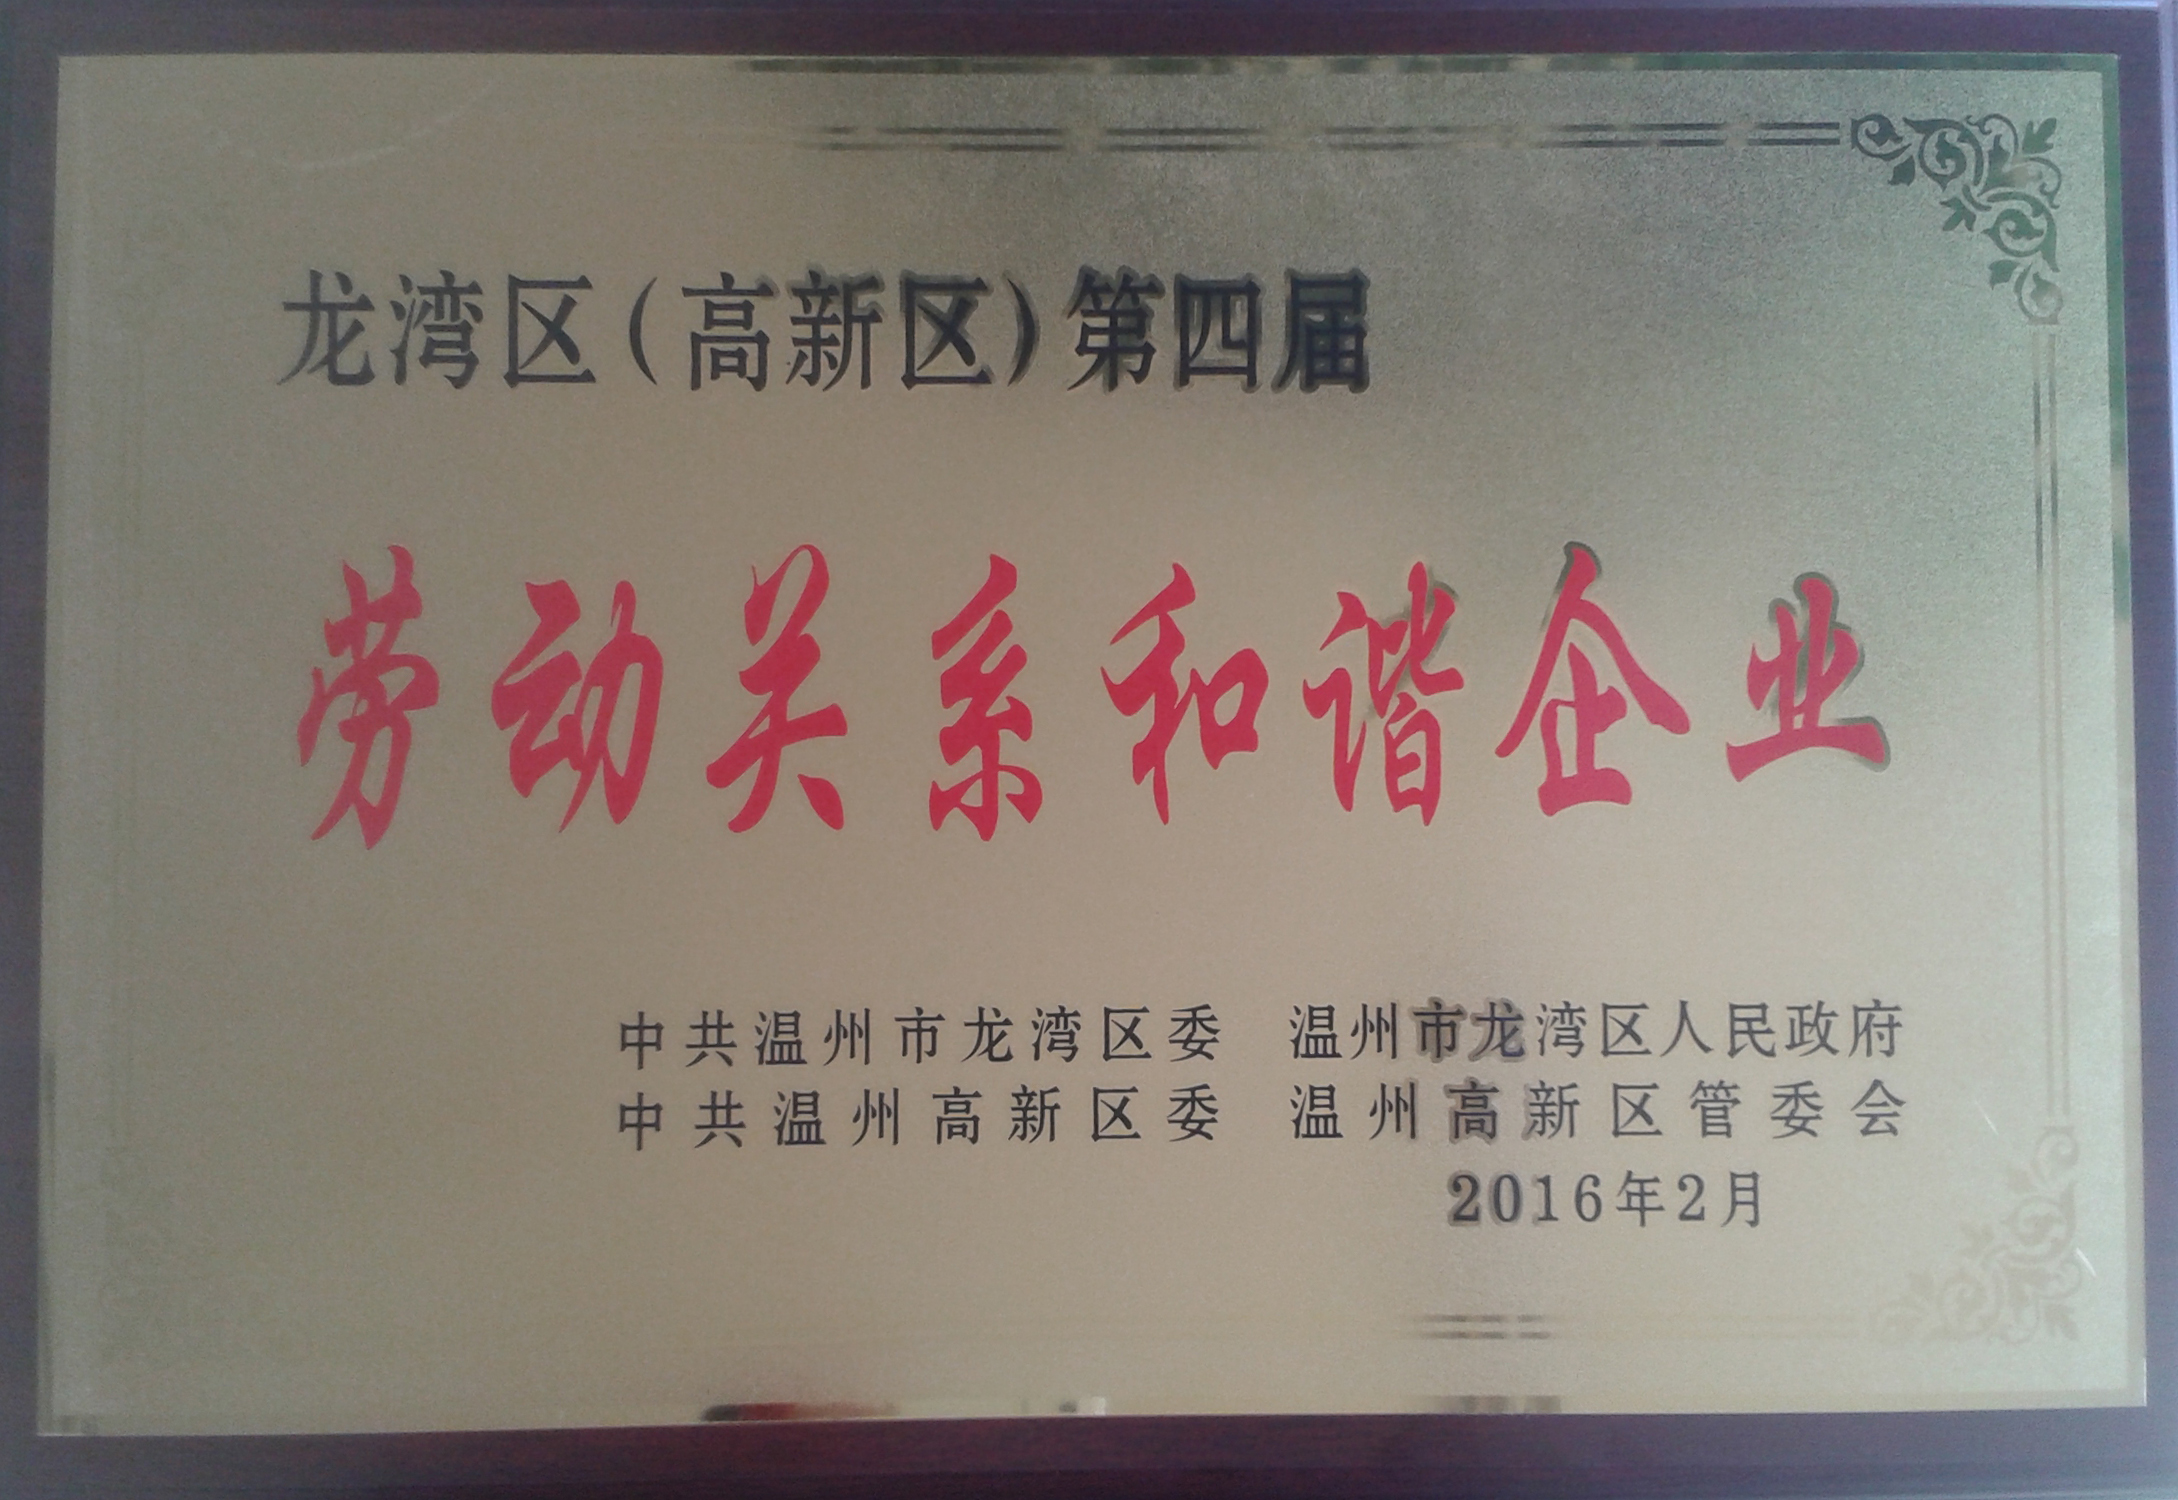 龙湾区(高新区)第四届
劳动关系和谐企业
中共温州市龙湾区委 温州市龙湾区人民政府
中共温州高新区委 温州高新区管委会
2016年2月